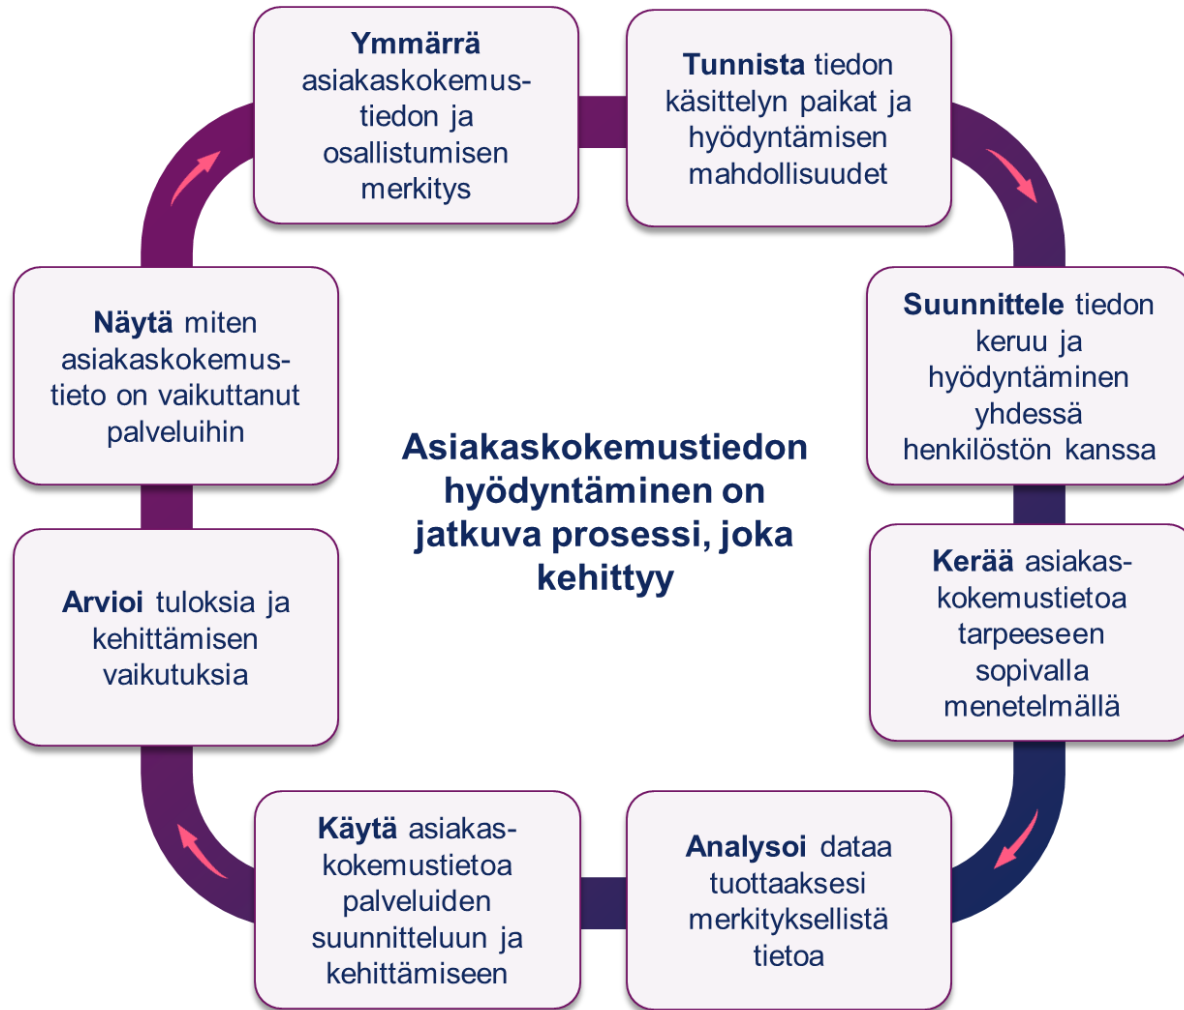 Ymmärrä
asiakaskokemus-
tiedon ja
osallistumisen
merkitys
Tunnista tiedon
käsittelyn paikat ja
hyödyntämisen
mahdollisuudet
Suunnittele tiedon
keruu ja
hyödyntäminen
yhdessä
henkilöstön kanssa
Kerää asiakas-
kokemustietoa
tarpeeseen
sopivalla
menetelmällä
Analysoi dataa
tuottaaksesi
merkityksellistä
tietoa
Käytä asiakas-
kokemustietoa
palveluiden
suunnitteluun ja
kehittämiseen
Arvioi tuloksia ja
kehittämisen
vaikutuksia
Näytä miten
asiakaskokemus-
tieto on vaikuttanut
palveluihin
Asiakaskokemustiedon
hyödyntäminen on
jatkuva prosessi, joka
kehittyy